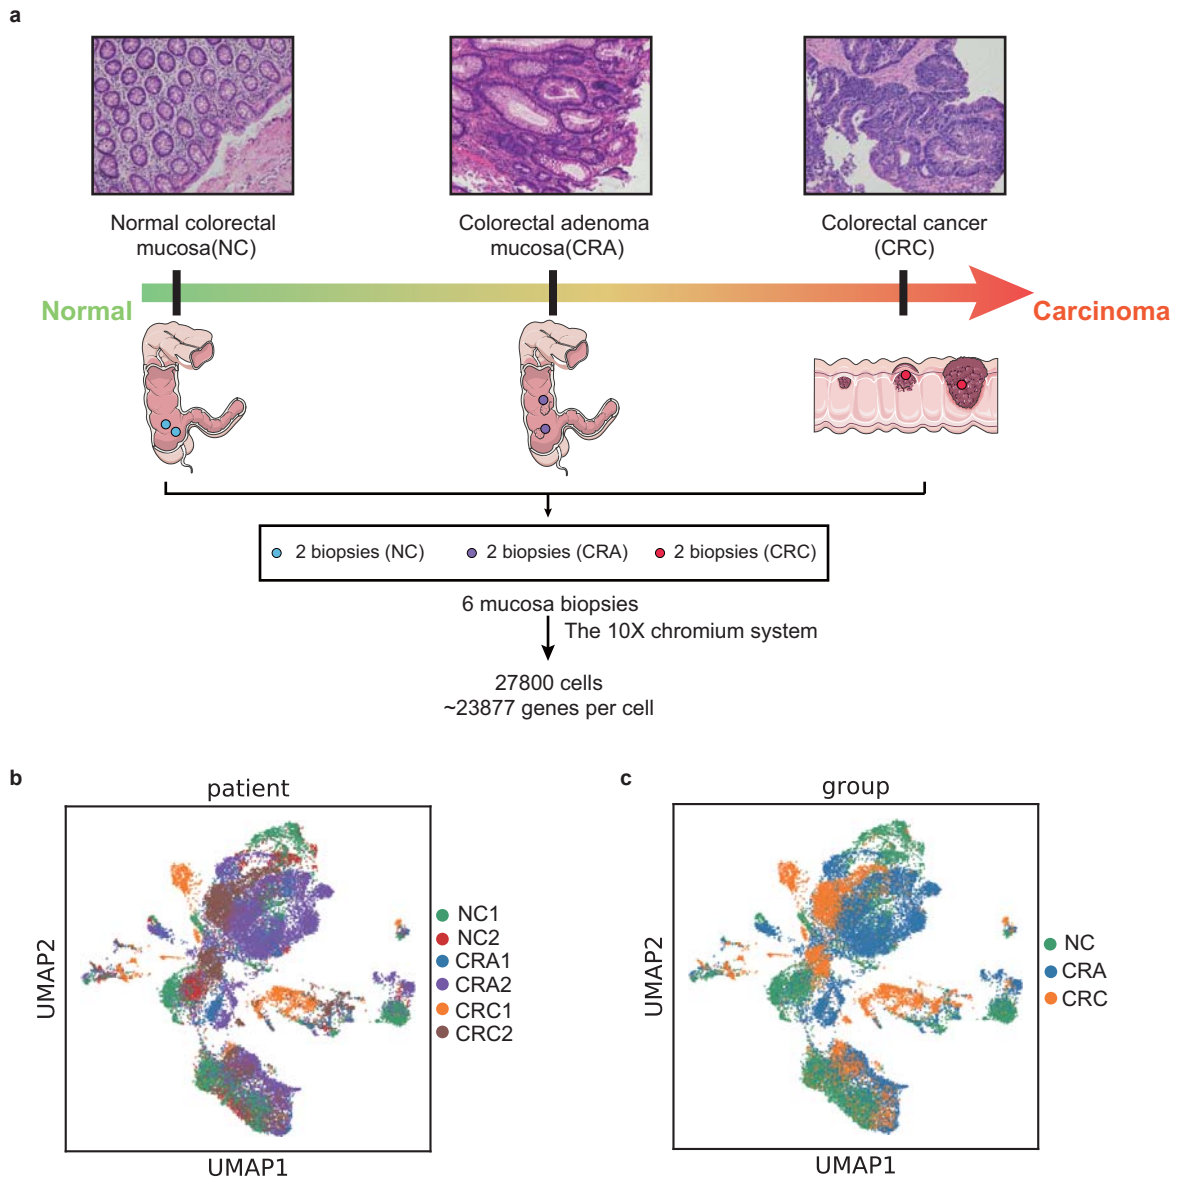 a
Normal colorectal
mucosa(NC)
Colorectal adenoma
mucosa(CRA)
Colorectal cancer
(CRC)
Normal
Carcinoma
2 biopsies (NC)
2 biopsies (CRA)
2 biopsies (CRC)
6 mucosa biopsies
The 10X chromium system
27800 cells
~23877 genes per cell
b
patient
UMAP2
UMAP1
NC1
NC2
CRA1
CRA2
CRC1
CRC2
c
group
UMAP2
UMAP1
NC
CRA
CRC